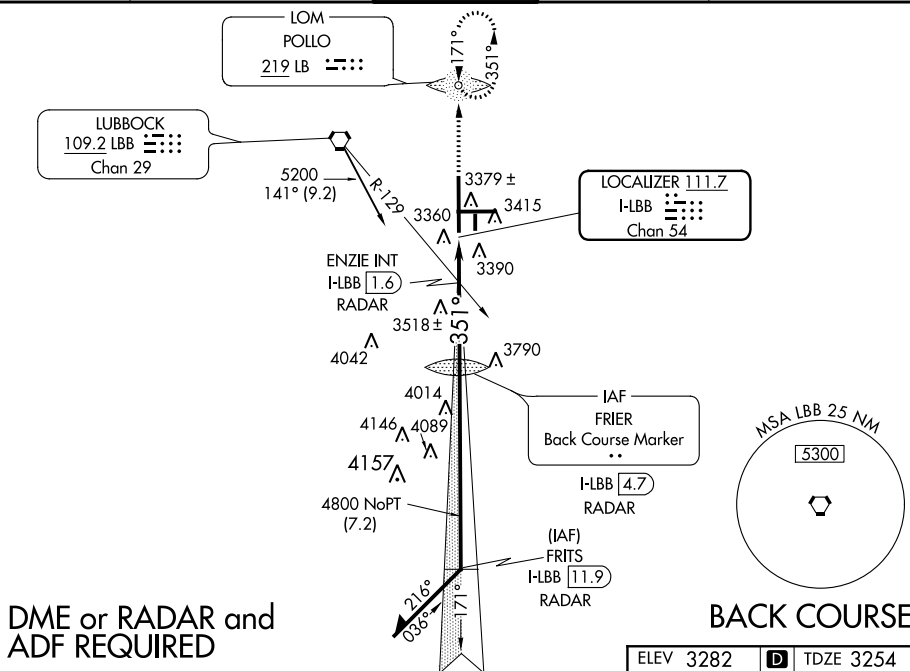 LOM
POLLO
219 LB
171°
351°
LUBBOCK
109.2 LBB
Chan 29
5200
141° (9.2)
R-129
3379 ±
3360
3415
LOCALIZER 111.7
I-LBB
Chan 54
3390
ENZIE INT
I-LBB 1.6
RADAR
3518 ±
351°
4042
3790
4014
4146
4089
4157
IAF
FRIER
Back Course Marker
I-LBB 4.7
RADAR
MSA LBB 25 NM
5300
4800 NoPT
(7.2)
(IAF)
FRITS
I-LBB 11.9
RADAR
216°
036°
171°
DME or RADAR and
ADF REQUIRED
BACK COURSE
ELEV 3282 D TDZE 3254